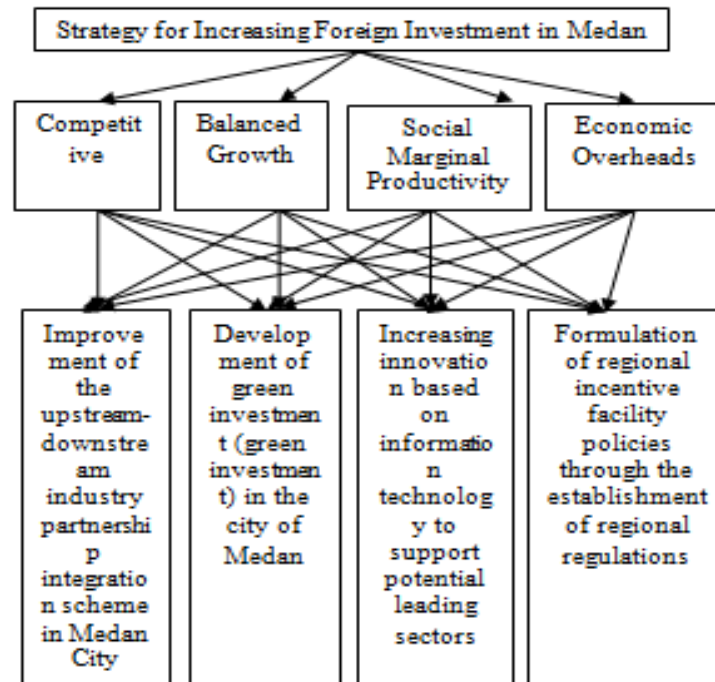 Strategy for Increasing Foreign Investment in Medan
Competit
ive
Balanced
Growth
Social
Marginal
Productivity
Economic
Overheads
Improve
ment of
the
upstream-
downstre
am
industry
partnershi
p
integratio
n scheme
in Medan
City
Develop
ment of
green
investmen
t (green
investmen
t) in the
city of
Medan
Increasing
innovatio
n based
on
informatio
n
technolog
y to
support
potential
leading
sectors
Formulation
of regional
incentive
facility
policies
through the
establishment
of regional
regulations